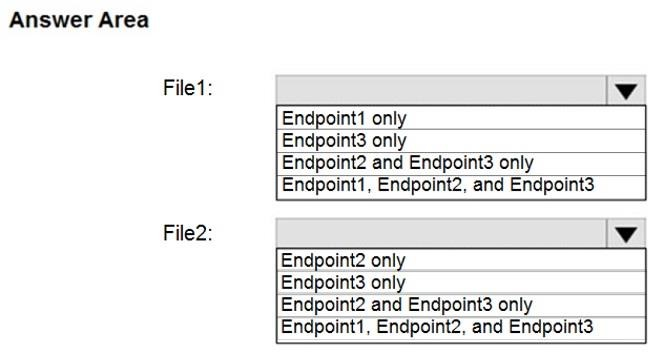 Answer Area
File1:
Endpoint1 only
Endpoint3 only
Endpoint2 and Endpoint3 only
Endpoint1, Endpoint2, and Endpoint3
File2:
Endpoint2 only
Endpoint3 only
Endpoint2 and Endpoint3 only
Endpoint1, Endpoint2, and Endpoint3